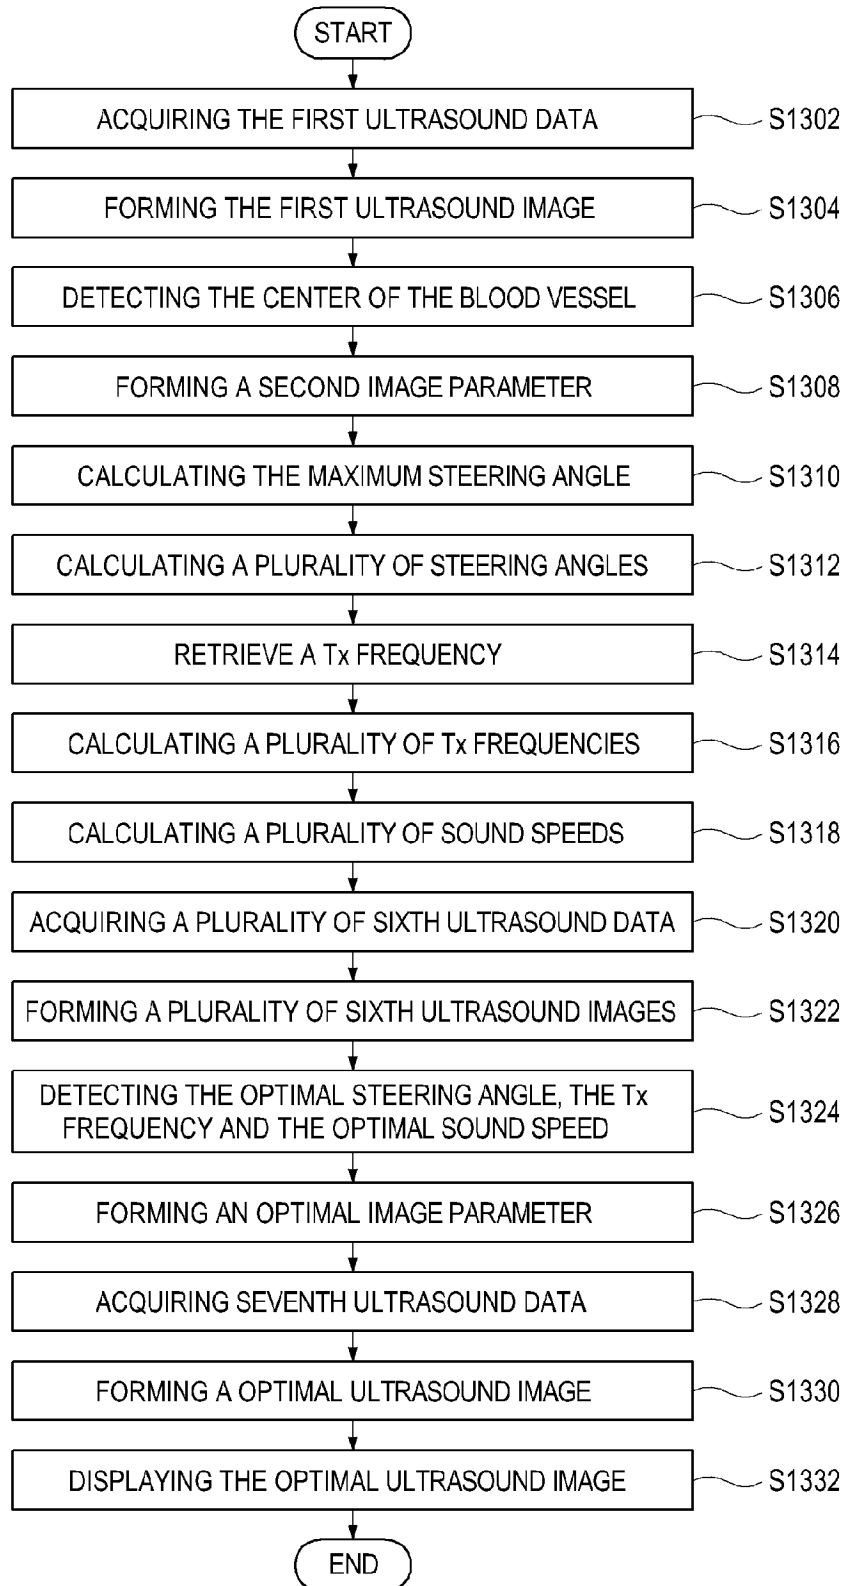 START
ACQUIRING THE FIRST ULTRASOUND DATA S1302
FORMING THE FIRST ULTRASOUND IMAGE S1304
DETECTING THE CENTER OF THE BLOOD VESSEL S1306
FORMING A SECOND IMAGE PARAMETER S1308
CALCULATING THE MAXIMUM STEERING ANGLE S1310
CALCULATING A PLURALITY OF STEERING ANGLES S1312
RETRIEVE A Tx FREQUENCY S1314
CALCULATING A PLURALITY OF Tx FREQUENCIES S1316
CALCULATING A PLURALITY OF SOUND SPEEDS S1318
ACQUIRING A PLURALITY OF SIXTH ULTRASOUND DATA S1320
FORMING A PLURALITY OF SIXTH ULTRASOUND IMAGES S1322
DETECTING THE OPTIMAL STEERING ANGLE, THE Tx
FREQUENCY AND THE OPTIMAL SOUND SPEED S1324
FORMING AN OPTIMAL IMAGE PARAMETER S1326
ACQUIRING SEVENTH ULTRASOUND DATA S1328
FORMING A OPTIMAL ULTRASOUND IMAGE S1330
DISPLAYING THE OPTIMAL ULTRASOUND IMAGE S1332
END